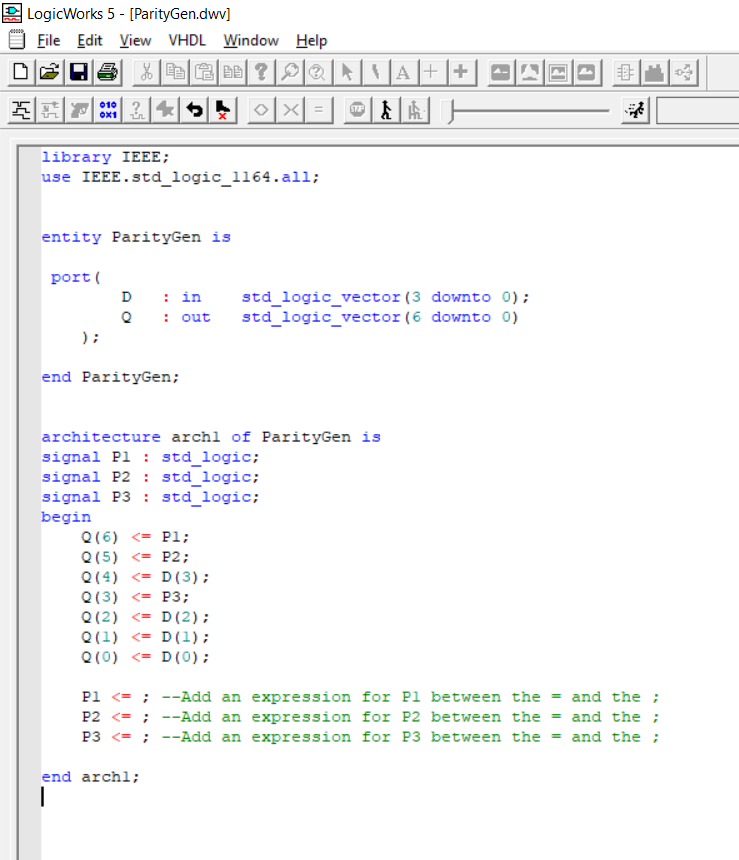 LogicWorks 5 - [ParityGen.dwv]
File Edit View VHDL Window Help
library IEEE;
use IEEE.std_logic_1164.all;
entity ParityGen is
port(
D : in std_logic_vector(3 downto 0);
Q : out std_logic_vector(6 downto 0)
);
end ParityGen;
architecture arch1 of ParityGen is
signal P1 : std_logic;
signal P2 : std_logic;
signal P3 : std_logic;
begin
Q(6) <= P1;
Q(5) <= P2;
Q(4) <= D(3);
Q(3) <= P3;
Q(2) <= D(2);
Q(1) <= D(1);
Q(0) <= D(0);
P1 <= ; --Add an expression for P1 between the = and the ;
P2 <= ; --Add an expression for P2 between the = and the ;
P3 <= ; --Add an expression for P3 between the = and the ;
end arch1;